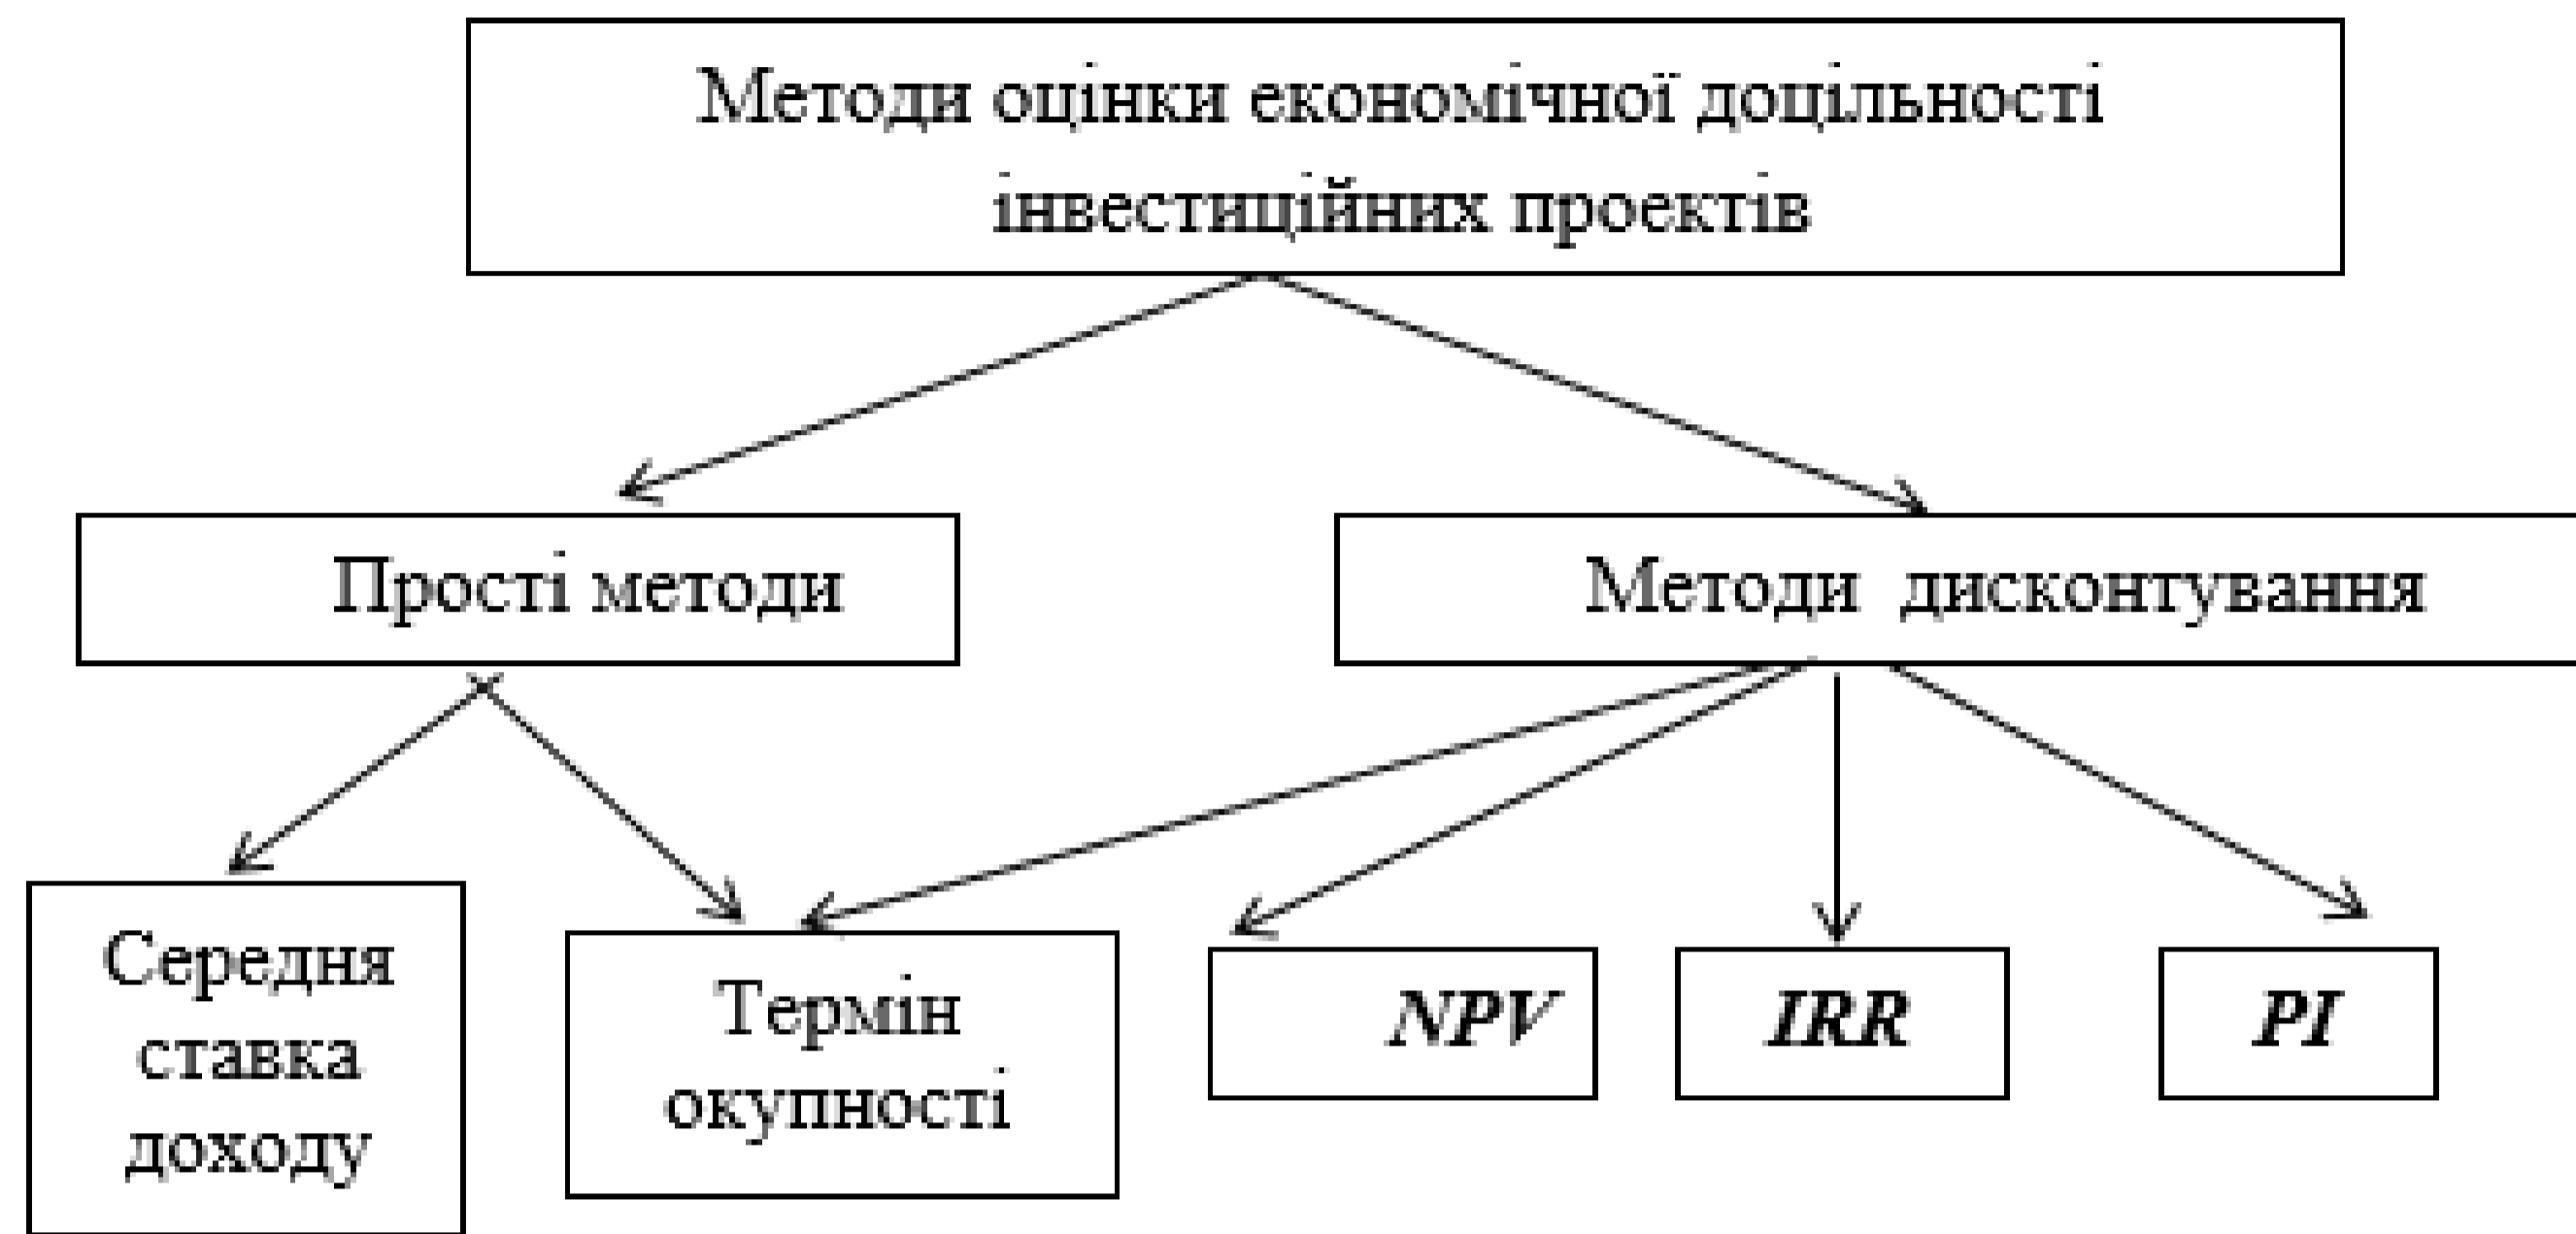 Методи оцінки економічної доцільності
інвестиційних проектів
Прості методи
Методи дисконтування
Середня
ставка
доходу
Термін
окупності
NPV
IRR
PI